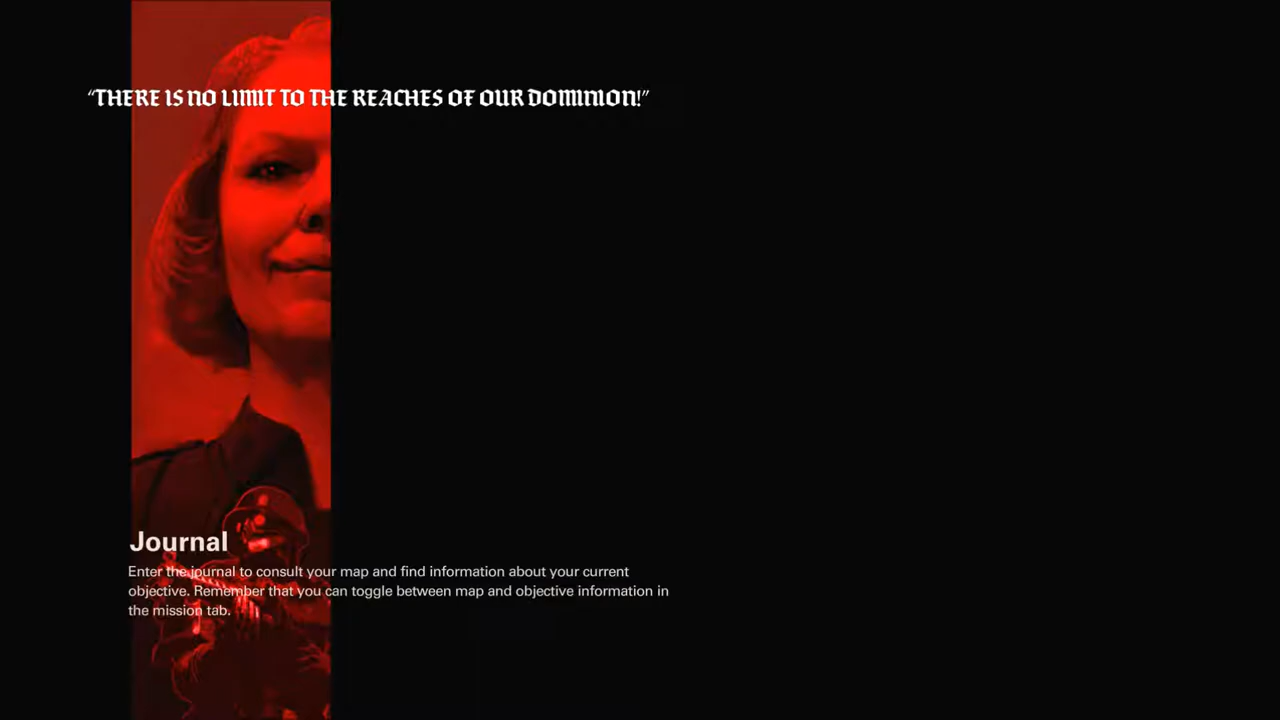 “THERE IS NO LIMIT TO THE REACHES OF OUR DOMINION!”
Journal
Enter the journal to consult your map and find information about your current
objective. Remember that you can toggle between map and objective information in
the mission tab.